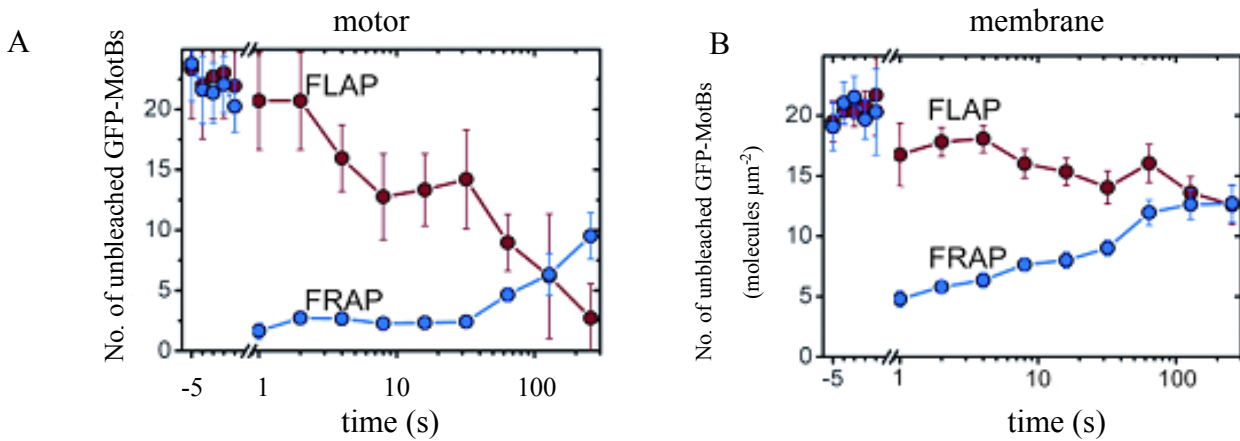 A
motor
No. of unbleached GFP-MotBs
20
15
10
5
0
FLAP
FRAP
-5
1
10
100
time (s)
B
membrane
No. of unbleached GFP-MotBs
(molecules μm⁻²)
20
15
10
5
0
FLAP
FRAP
-5
1
10
100
time (s)